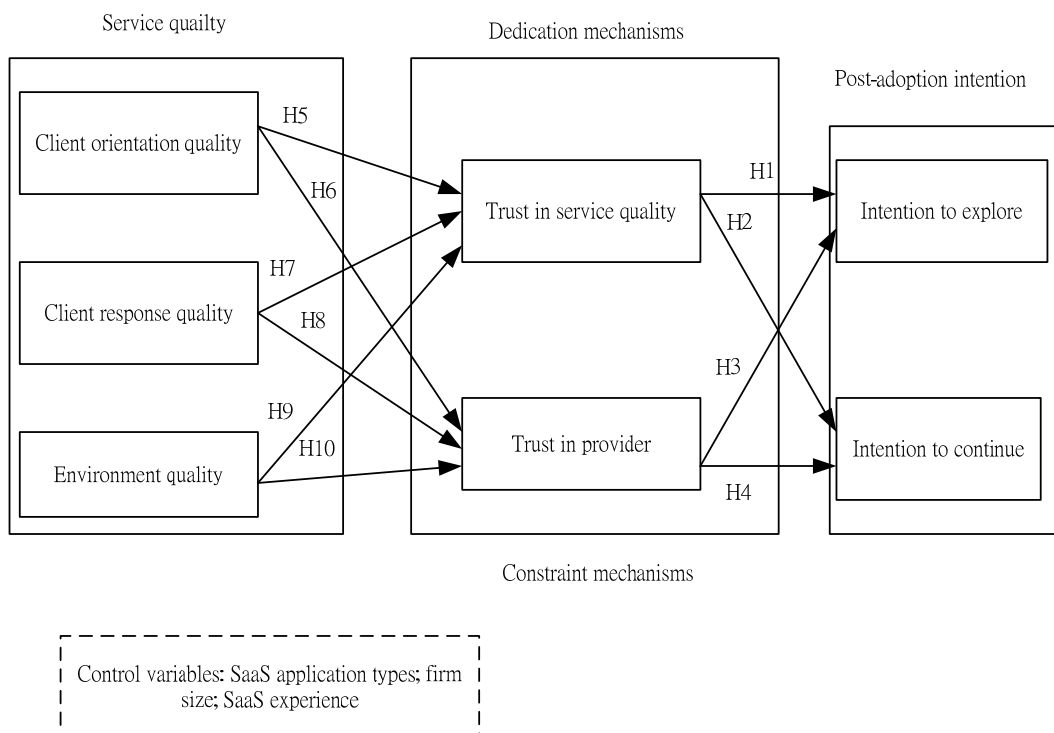 Service quailty
Dedication mechanisms
Post-adoption intention
Client orientation quality
H5
H6
Trust in service quality
H1
H2
Intention to explore
Client response quality
H7
H8
H3
H9
H10
Environment quality
Trust in provider
H4
Intention to continue
Constraint mechanisms
Control variables: SaaS application types; firm
size; SaaS experience